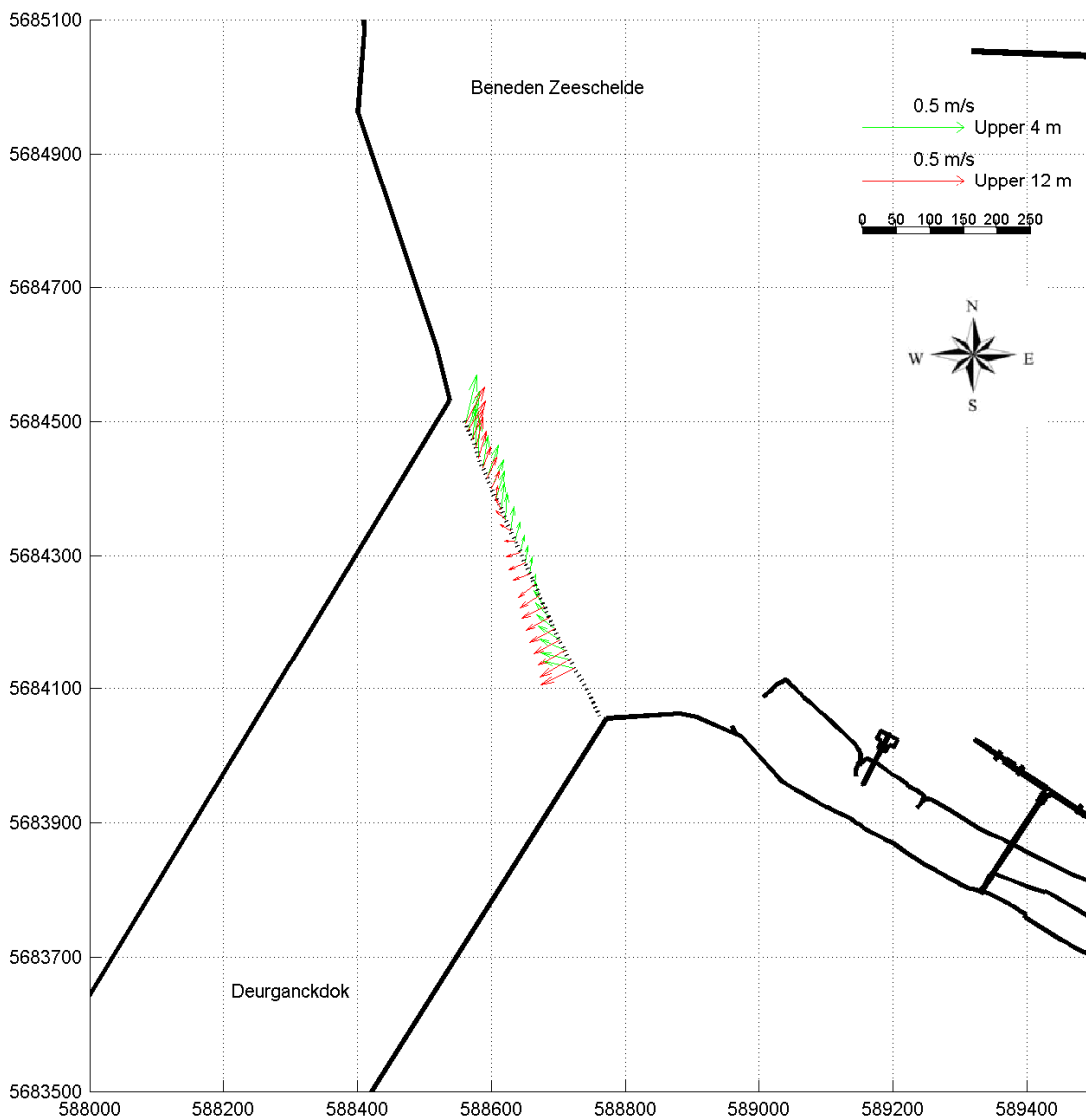 5685100
Beneden Zeeschelde
0.5 m/s
Upper 4 m
5684900
0.5 m/s
Upper 12 m
0 50 100 150 200 250
5684700
N
W E
S
5684500
5684300
5684100
5683900
5683700
Deurganckdok
5683500
588000 588200 588400 588600 588800 589000 589200 589400